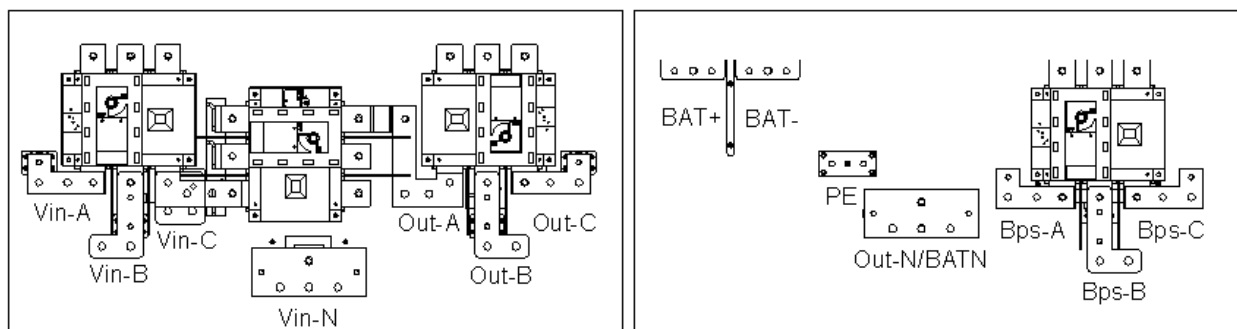 BAT+ BAT-
PE
Vin-A Vin-C Out-A Out-C
Bps-A Bps-C
Vin-B Out-B
Out-N/BATN
Bps-B
Vin-N